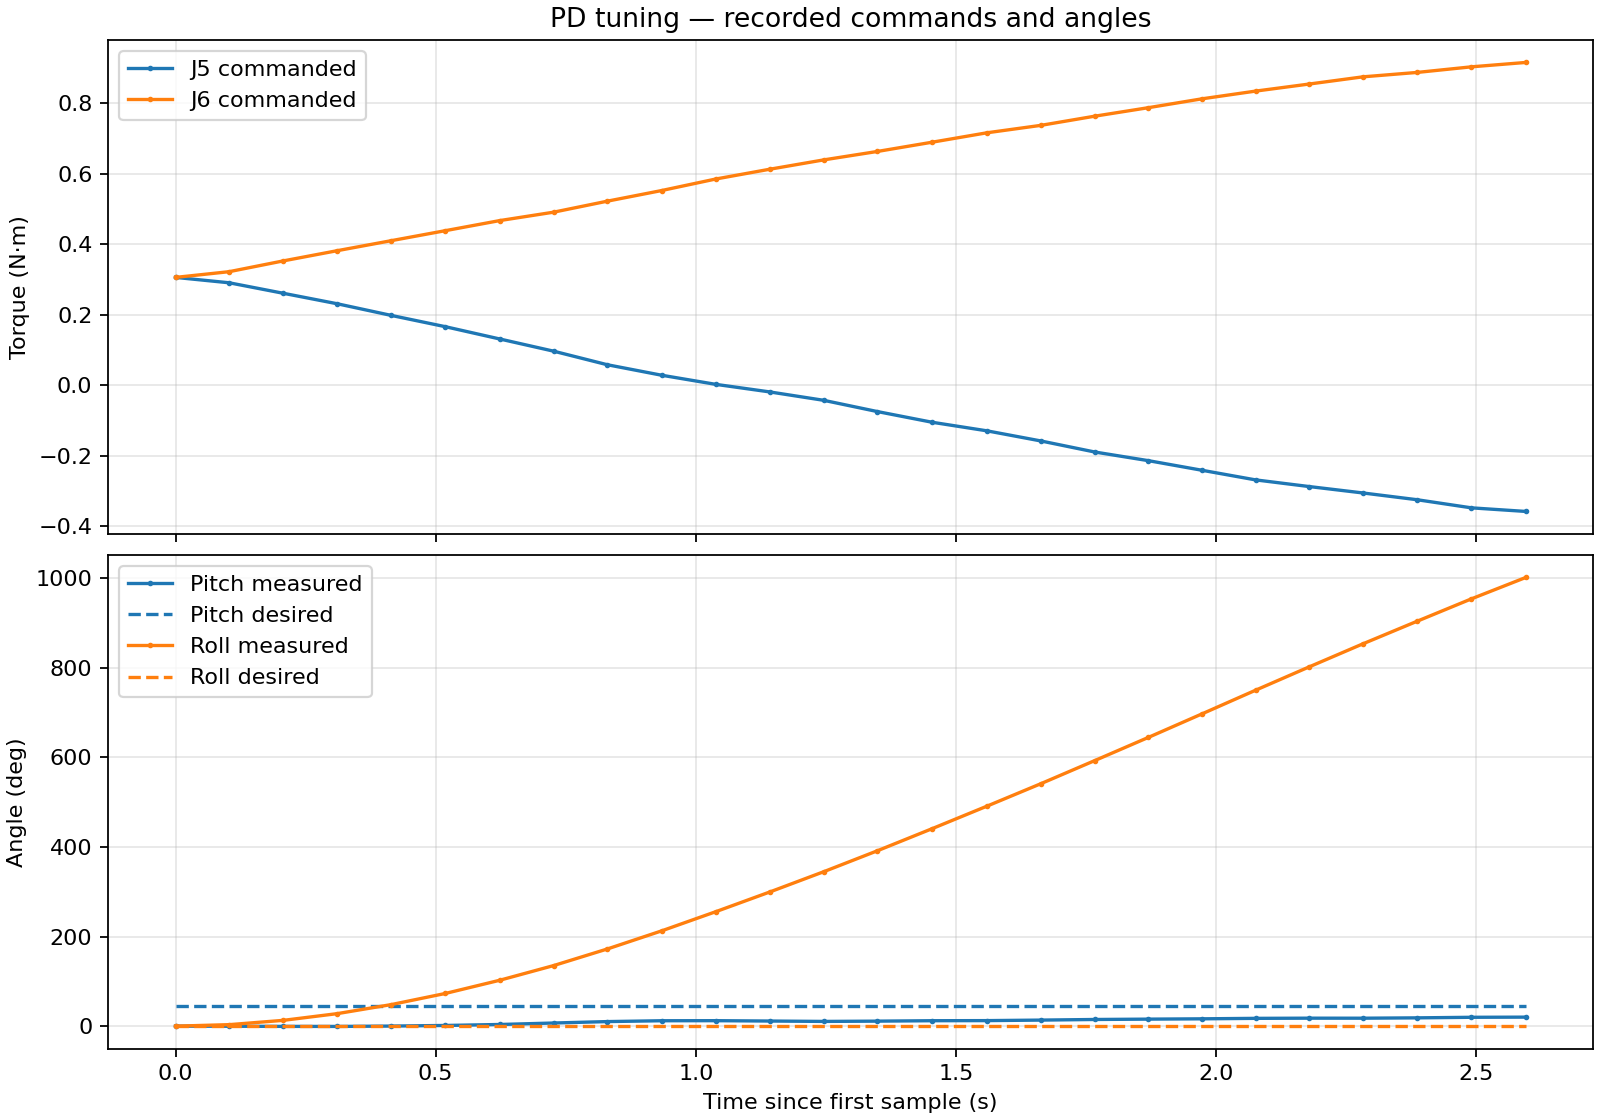 PD tuning — recorded commands and angles
J5 commanded
J6 commanded
Torque (N·m)
0.8
0.6
0.4
0.2
0.0
−0.2
−0.4
Pitch measured
Pitch desired
Roll measured
Roll desired
Angle (deg)
1000
800
600
400
200
0
0.0 0.5 1.0 1.5 2.0 2.5
Time since first sample (s)